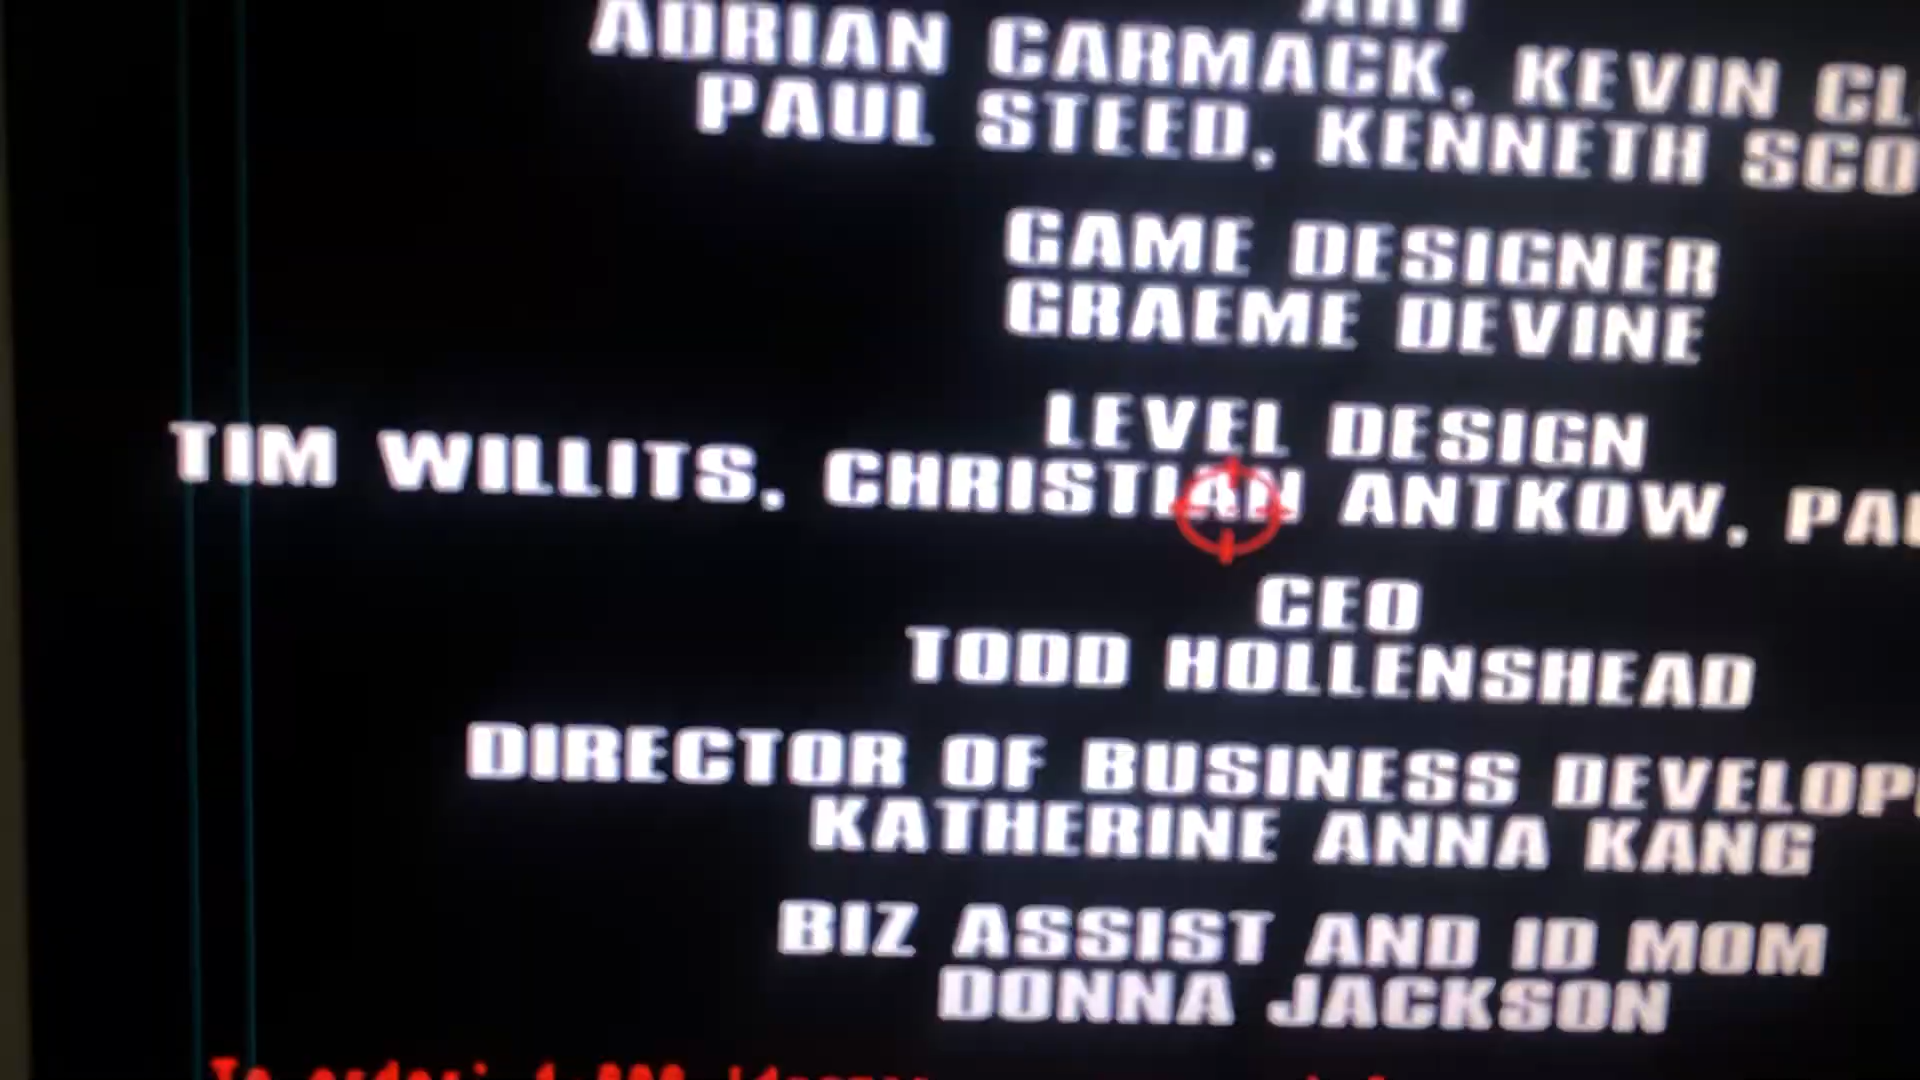 ART
ADRIAN CARMACK, KEVIN
PAUL STEED, KENNETH
GAME DESIGNER
GRAEME DEVINE
LEVEL DESIGN
TIM WILLITS, CHRISTIAN ANTKOW,
CEO
TODD HOLLENSHEAD
DIRECTOR OF BUSINESS
KATHERINE ANNA KANG
BIZ ASSIST AND ID MOM
DONNA JACKSON